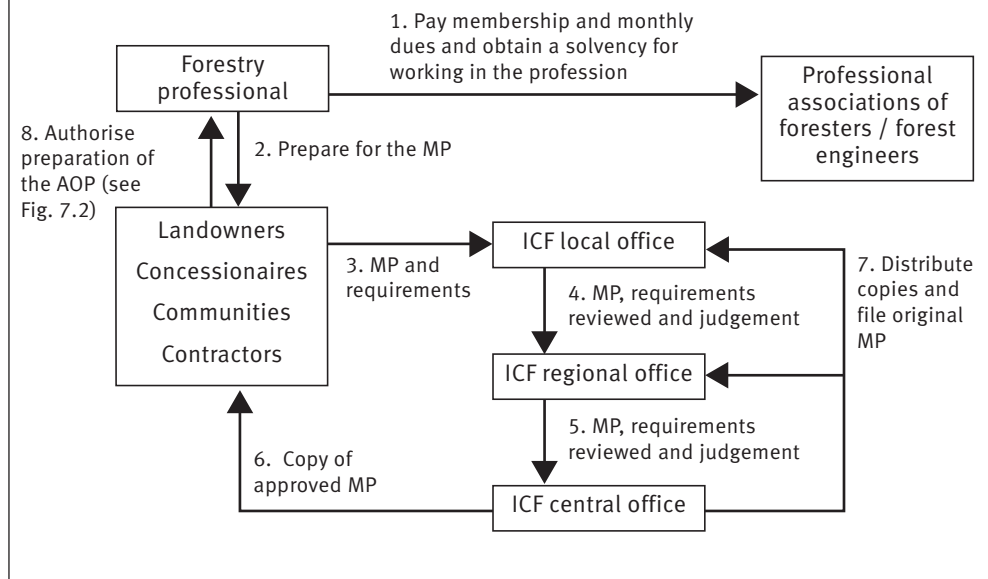 1. Pay membership and monthly
dues and obtain a solvency for
working in the profession
Forestry
professional
Professional
associations of
foresters / forest
engineers
8. Authorise
preparation of
the AOP (see
Fig. 7.2)
2. Prepare for the MP
Landowners
Concessionaires
Communities
Contractors
3. MP and
requirements
ICF local office
4. MP, requirements
reviewed and judgement
7. Distribute
copies and
file original
MP
ICF regional office
5. MP, requirements
reviewed and judgement
6. Copy of
approved MP
ICF central office